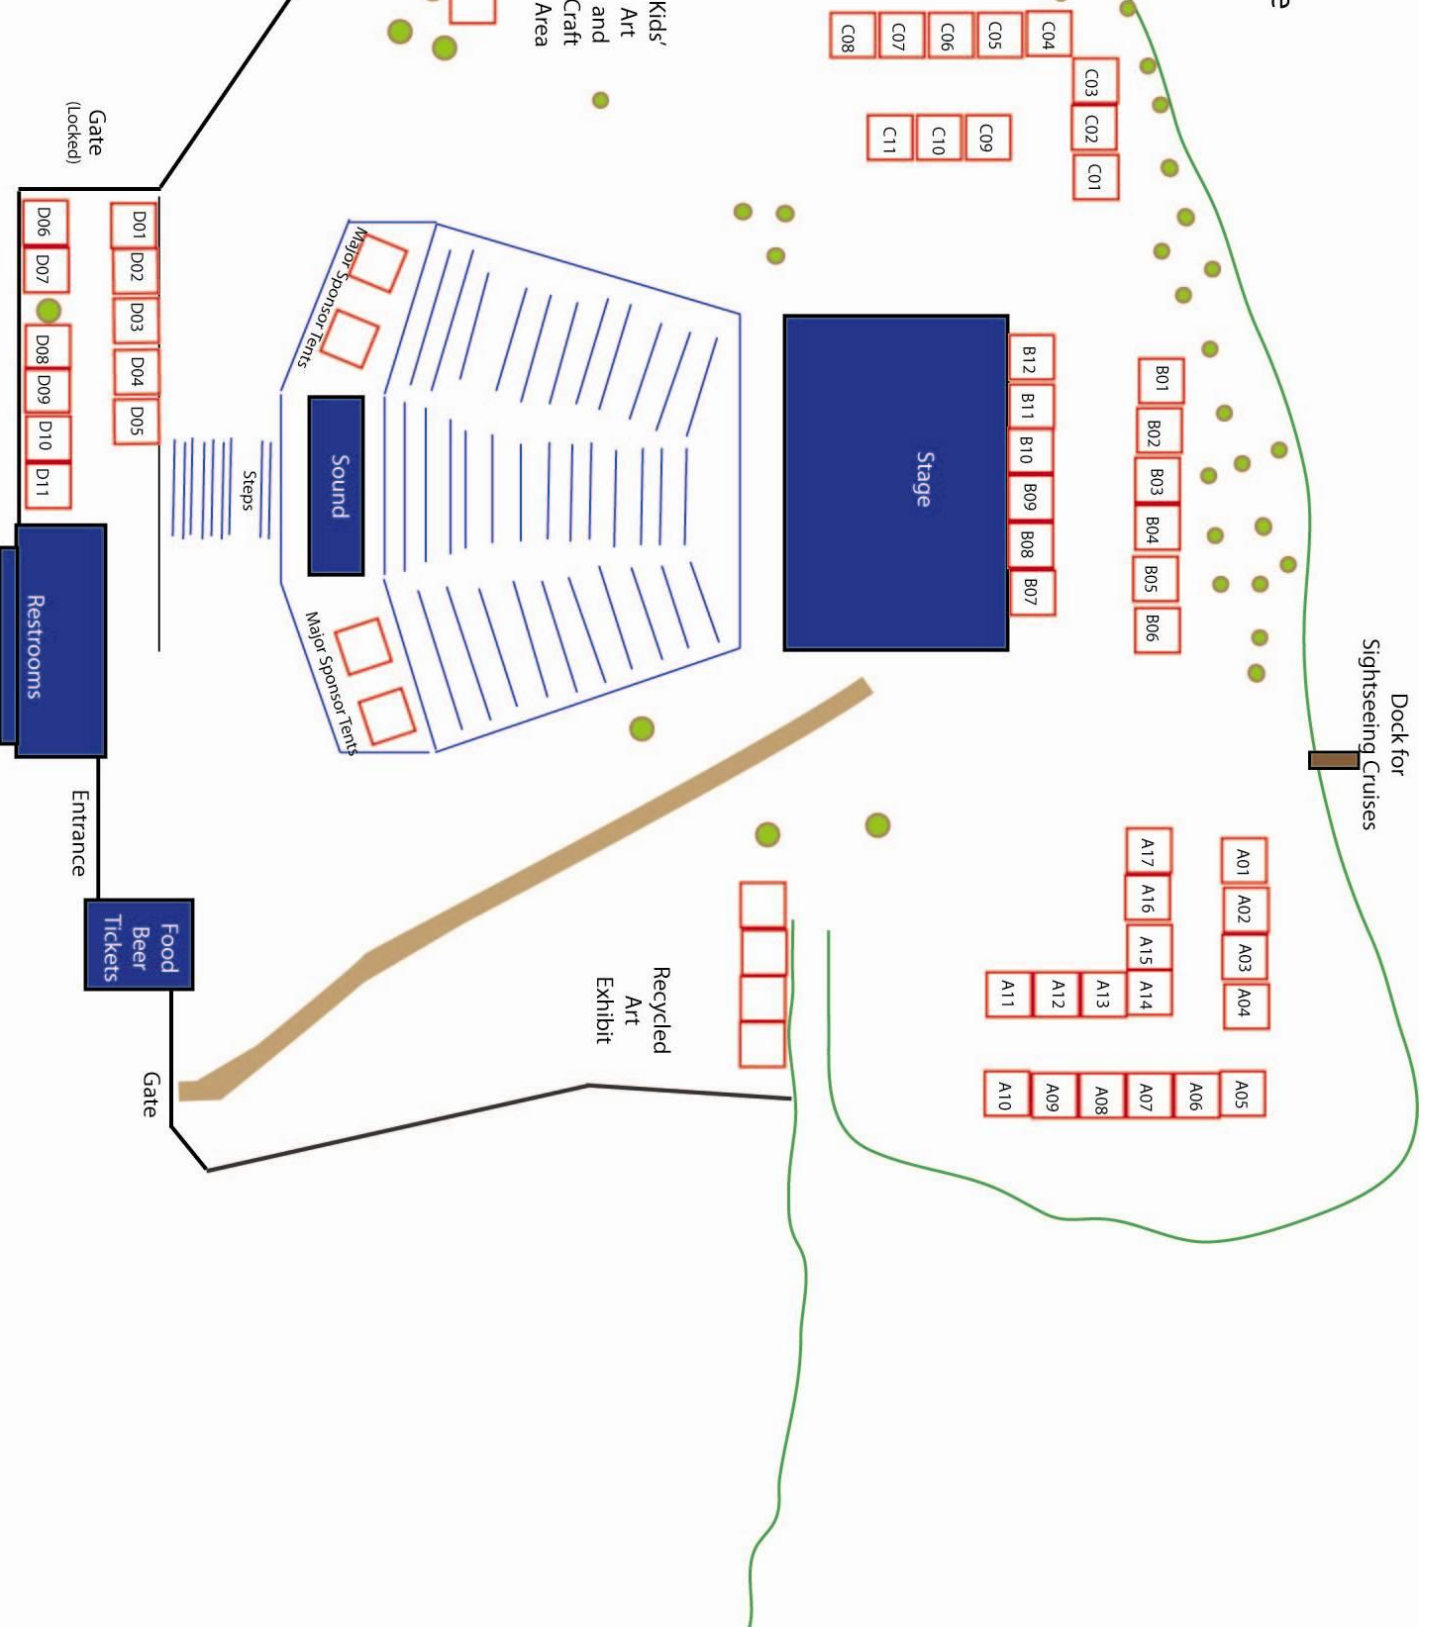 Kids'
Art
and
Craft
Area
C08
C07
C06
C05
C04
C03
C02
C01
C11
C10
C09
Gate
(Locked)
D06
D07
D08
D09
D10
D11
D01
D02
D03
D04
D05
Steps
Major Sponsor Tents
Sound
Major Sponsor Tents
Stage
B12
B11
B10
B09
B08
B07
B01
B02
B03
B04
B05
B06
Dock for
Sightseeing Cruises
Restrooms
Entrance
Food
Beer
Tickets
Gate
Recycled
Art
Exhibit
A17
A16
A15
A14
A13
A12
A11
A01
A02
A03
A04
A10
A09
A08
A07
A06
A05